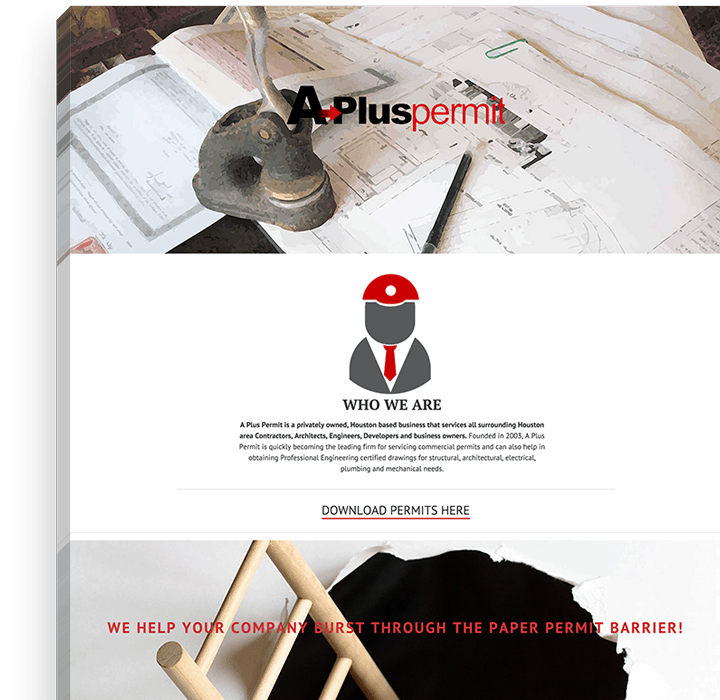 A Pluspermit
WHO WE ARE
A Plus Permit is a privately owned, Houston based business that services all surrounding Houston
area Contractors, Architects, Engineers, Developers and business owners. Founded in 2003, A Plus
Permit is quickly becoming the leading firm for servicing commercial permits and can also help in
obtaining Professional Engineering certified drawings for structural, architectural, electrical,
plumbing and mechanical needs.
DOWNLOAD PERMITS HERE
WE HELP YOUR COMPANY BURST THROUGH THE PAPER PERMIT BARRIER!